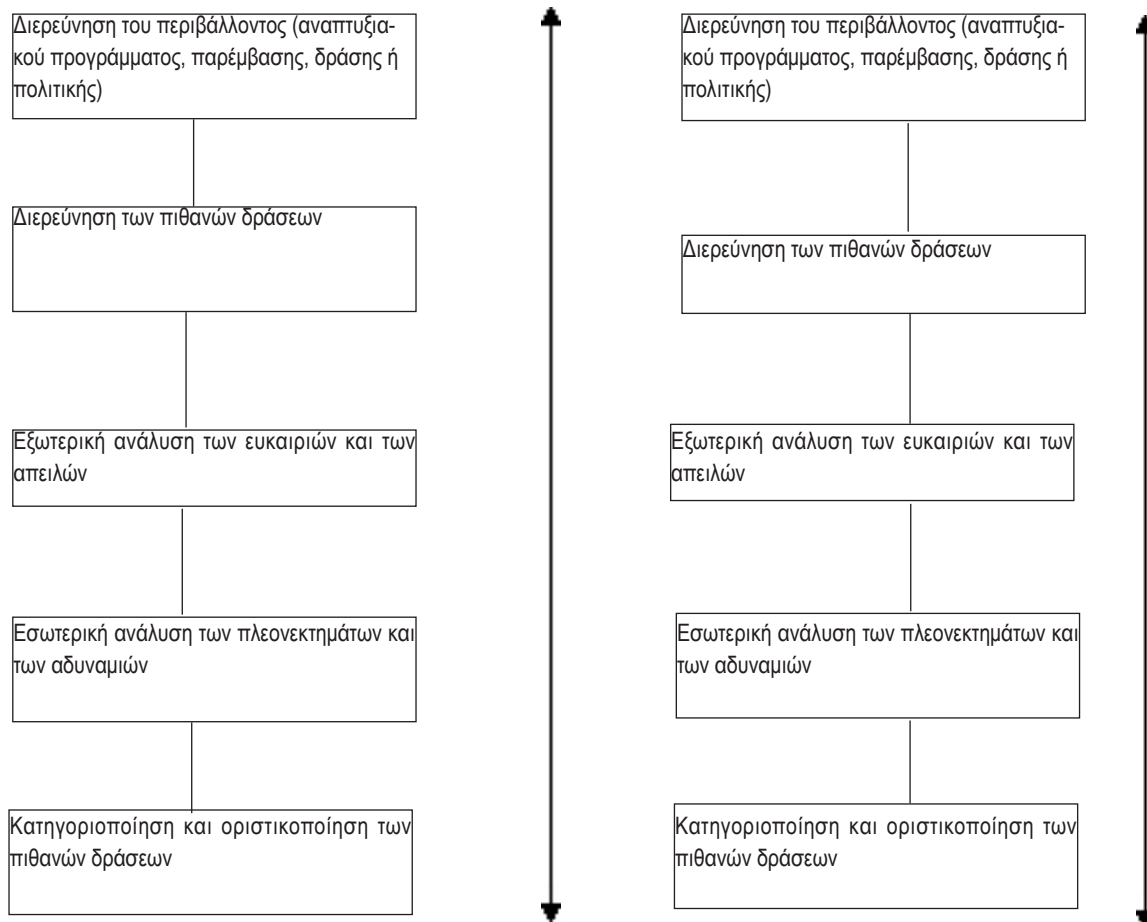 Διερεύνηση του περιβάλλοντος (αναπτυξια-
κού προγράμματος, παρέμβασης, δράσης ή
πολιτικής)
Διερεύνηση των πιθανών δράσεων
Εξωτερική ανάλυση των ευκαιριών και των
απειλών
Εσωτερική ανάλυση των πλεονεκτημάτων και
των αδυναμιών
Κατηγοριοποίηση και οριστικοποίηση των
πιθανών δράσεων
Διερεύνηση του περιβάλλοντος (αναπτυξια-
κού προγράμματος, παρέμβασης, δράσης ή
πολιτικής)
Διερεύνηση των πιθανών δράσεων
Εξωτερική ανάλυση των ευκαιριών και των
απειλών
Εσωτερική ανάλυση των πλεονεκτημάτων και
των αδυναμιών
Κατηγοριοποίηση και οριστικοποίηση των
πιθανών δράσεων